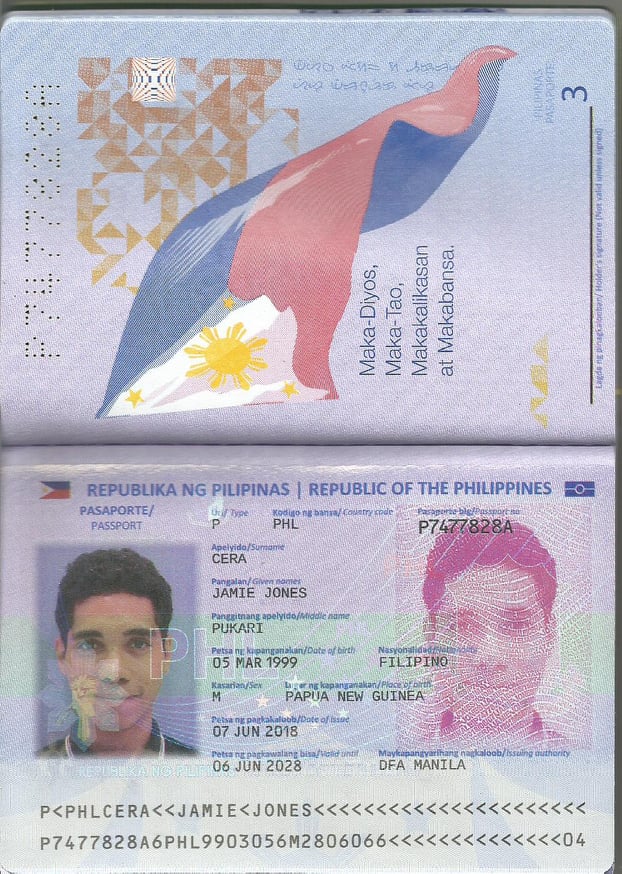 P7477828A
PILIPINAS
PASAPORTE
3
Maka-Diyos,
Maka-Tao,
Makakalikasan
at Makabansa.
Lagda ng pinagkalooban/ Holder's signature (Not valid unless signed)
REPUBLIKA NG PILIPINAS | REPUBLIC OF THE PHILIPPINES
PASAPORTE/
PASSPORT
Uri/ Type
Kodigo ng bansa/ Country code
Pasaporte blg/Passport no
P
PHL
P7477828A
Apelyido/Surname
CERA
Pangalan/ Given names
JAMIE JONES
Panggitnang apelyido/Middle name
PUKARI
Petsa ng kapanganakan/Date of birth
Nasyonalidad/Nationality
05 MAR 1999
FILIPINO
Kasarian/Sex
Lugar ng kapanganakan/Place of birth
M
PAPUA NEW GUINEA
Petsa ng pagkakaloob/Date of issue
07 JUN 2018
Petsa ng pagkawalang bisa/Valid until
Maykapangyarihang nagkaloob/Issuing authority
06 JUN 2028
DFA MANILA
PHL
REPUBLIKA NG
P<PHLCERA<<JAMIE<JONES<<<<<<<<<<<<<<<<<<<<<<
P7477828A6PHL9903056M2806066<<<<<<<<<<<<<<04